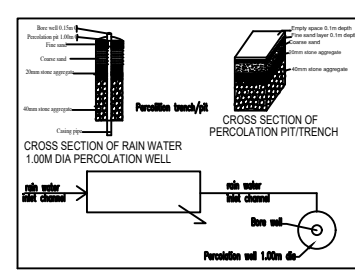 Bore well 0.15m
Percolation pit 1.00m
Fine sand
Coarse sand
20mm stone aggregate
40mm stone aggregate
Casing pipe
CROSS SECTION OF RAIN WATER
1.00M DIA PERCOLATION WELL
Percolition trench/pit
Empty space 0.1m depth
Fine sand layer 0.1m depth
Coarse sand
20mm stone aggregate
40mm stone aggregate
CROSS SECTION OF
PERCOLATION PIT/TRENCH
rain water
inlet channel
rain water
inlet channel
Bore well
Percolation well 1.00m dia